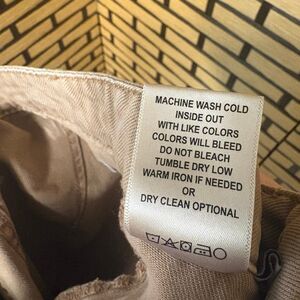 MACHINE WASH COLD
INSIDE OUT
WITH LIKE COLORS
COLORS WILL BLEED
DO NOT BLEACH
TUMBLE DRY LOW
WARM IRON IF NEEDED
OR
DRY CLEAN OPTIONAL